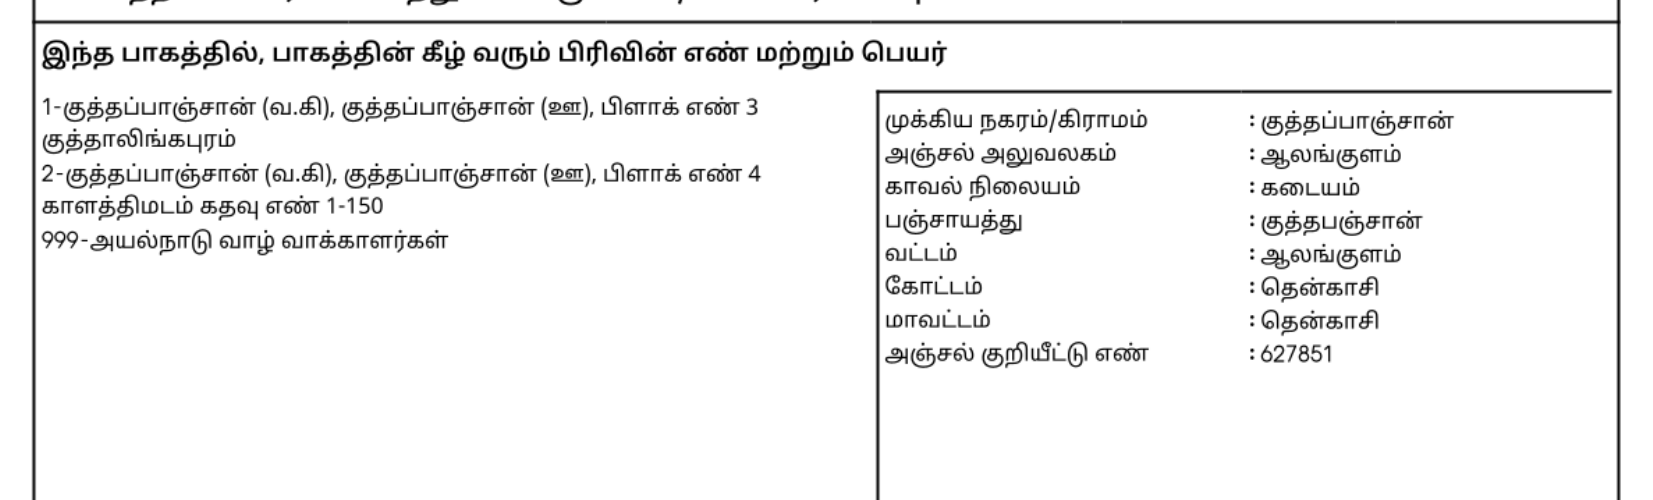 இந்த பாகத்தில், பாகத்தின் கீழ் வரும் பிரிவின் எண் மற்றும் பெயர்
1-குத்தப்பாஞ்சான் (வ.கி), குத்தப்பாஞ்சான் (ஊ), பிளாக் எண் 3
குத்தாலிங்கபுரம்
2-குத்தப்பாஞ்சான் (வ.கி), குத்தப்பாஞ்சான் (ஊ), பிளாக் எண் 4
காளத்திமடம் கதவு எண் 1-150
999-அயல்நாடு வாழ் வாக்காளர்கள்
முக்கிய நகரம்/கிராமம் : குத்தப்பாஞ்சான்
அஞ்சல் அலுவலகம் : ஆலங்குளம்
காவல் நிலையம் : கடையம்
பஞ்சாயத்து : குத்தபஞ்சான்
வட்டம் : ஆலங்குளம்
கோட்டம் : தென்காசி
மாவட்டம் : தென்காசி
அஞ்சல் குறியீட்டு எண் : 627851